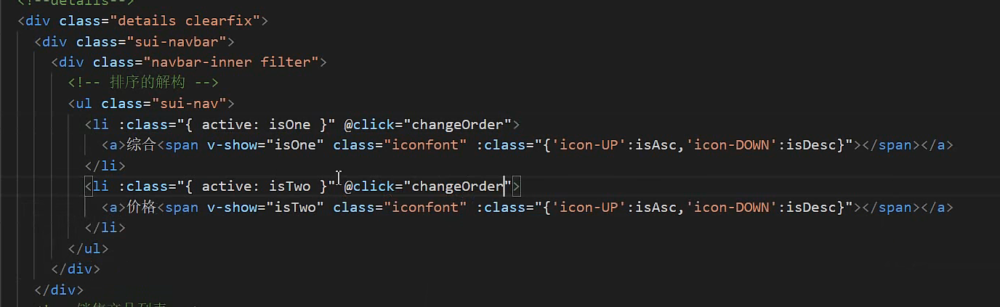 <!--details-->
<div class="details clearfix">
<div class="sui-navbar">
<div class="navbar-inner filter">
<!-- 排序的解构 -->
<ul class="sui-nav">
<li :class="{ active: isOne }" @click="changeOrder">
<a>综合<span v-show="isOne" class="iconfont" :class="{'icon-UP':isAsc,'icon-DOWN':isDesc}"></span></a>
</li>
<li :class="{ active: isTwo }" @click="changeOrder">
<a>价格<span v-show="isTwo" class="iconfont" :class="{'icon-UP':isAsc,'icon-DOWN':isDesc}"></span></a>
</li>
</ul>
</div>
</div>